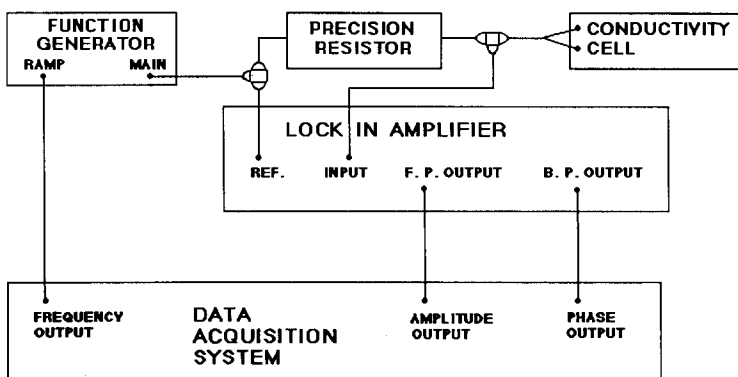 FUNCTION
GENERATOR
RAMP MAIN
PRECISION
RESISTOR
CONDUCTIVITY
CELL
LOCK IN AMPLIFIER
REF. INPUT F. P. OUTPUT B. P. OUTPUT
FREQUENCY
OUTPUT
DATA
ACQUISITION
SYSTEM
AMPLITUDE
OUTPUT
PHASE
OUTPUT